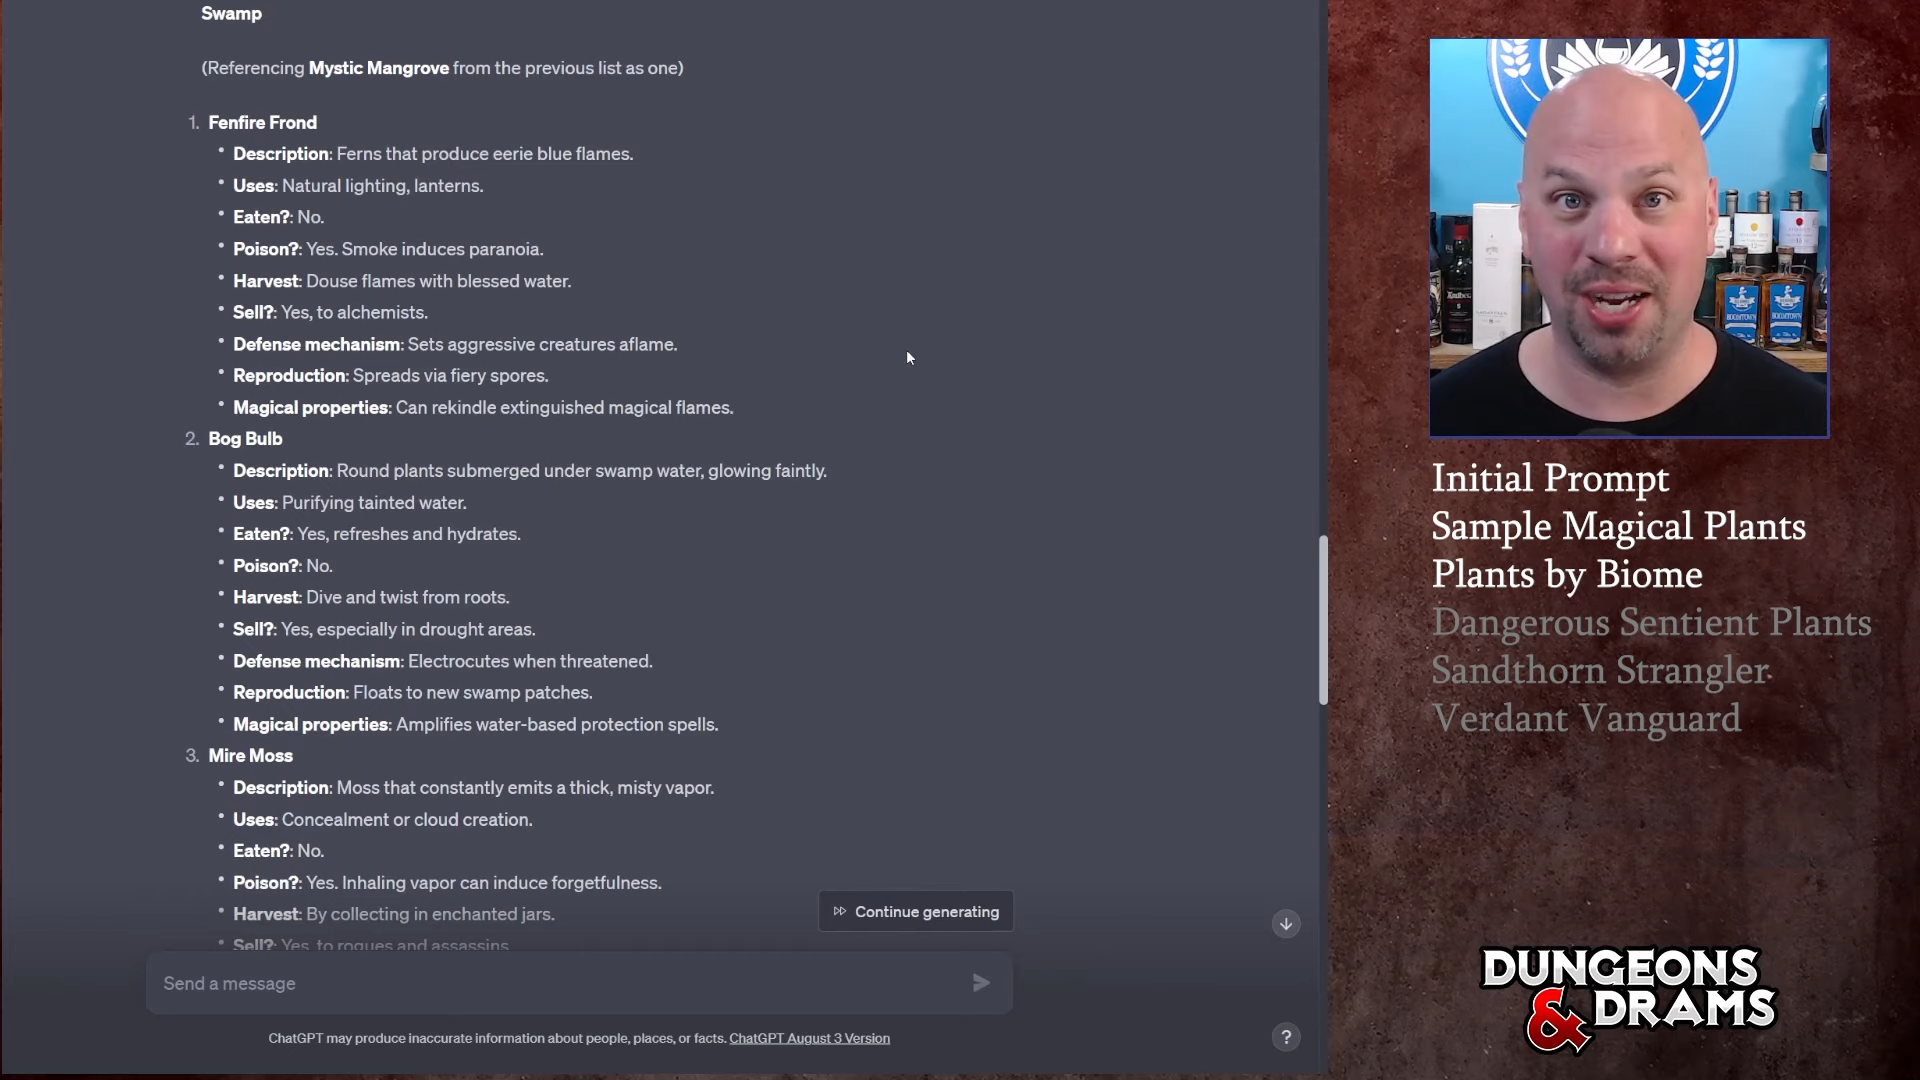 Swamp
(Referencing Mystic Mangrove from the previous list as one)
1. Fenfire Frond
• Description: Ferns that produce eerie blue flames.
• Uses: Natural lighting, lanterns.
• Eaten?: No.
• Poison?: Yes. Smoke induces paranoia.
• Harvest: Douse flames with blessed water.
• Sell?: Yes, to alchemists.
• Defense mechanism: Sets aggressive creatures aflame.
• Reproduction: Spreads via fiery spores.
• Magical properties: Can rekindle extinguished magical flames.
2. Bog Bulb
• Description: Round plants submerged under swamp water, glowing faintly.
• Uses: Purifying tainted water.
• Eaten?: Yes, refreshes and hydrates.
• Poison?: No.
• Harvest: Dive and twist from roots.
• Sell?: Yes, especially in drought areas.
• Defense mechanism: Electrocutes when threatened.
• Reproduction: Floats to new swamp patches.
• Magical properties: Amplifies water-based protection spells.
3. Mire Moss
• Description: Moss that constantly emits a thick, misty vapor.
• Uses: Concealment or cloud creation.
• Eaten?: No.
• Poison?: Yes. Inhaling vapor can induce forgetfulness.
• Harvest: By collecting in enchanted jars.
• Sell?: Yes, to rogues and assassins.
Continue generating
Send a message
ChatGPT may produce inaccurate information about people, places, or facts. ChatGPT August 3 Version
?
BOOMTOWN
BOOMTOWN
Initial Prompt
Sample Magical Plants
Plants by Biome
Dangerous Sentient Plants
Sandthorn Strangler
Verdant Vanguard
DUNGEONS
& DRAMS